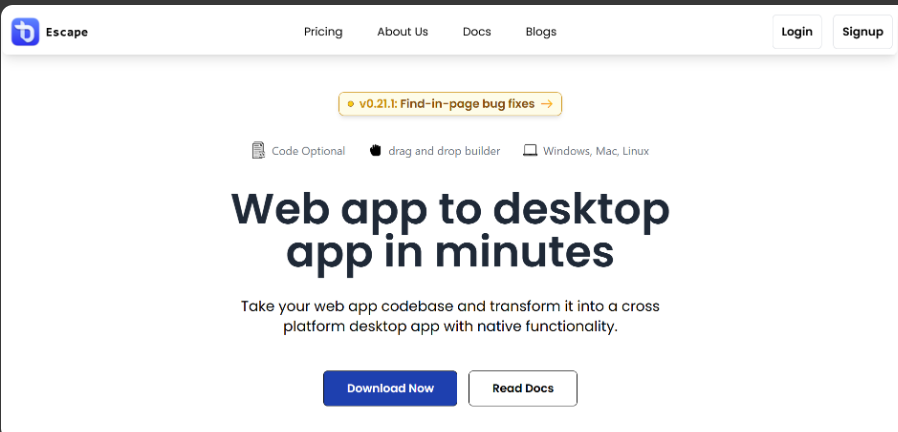 Escape
Pricing
About Us
Docs
Blogs
Login
Signup
v0.21.1: Find-in-page bug fixes →
Code Optional
drag and drop builder
Windows, Mac, Linux
Web app to desktop
app in minutes
Take your web app codebase and transform it into a cross
platform desktop app with native functionality.
Download Now
Read Docs